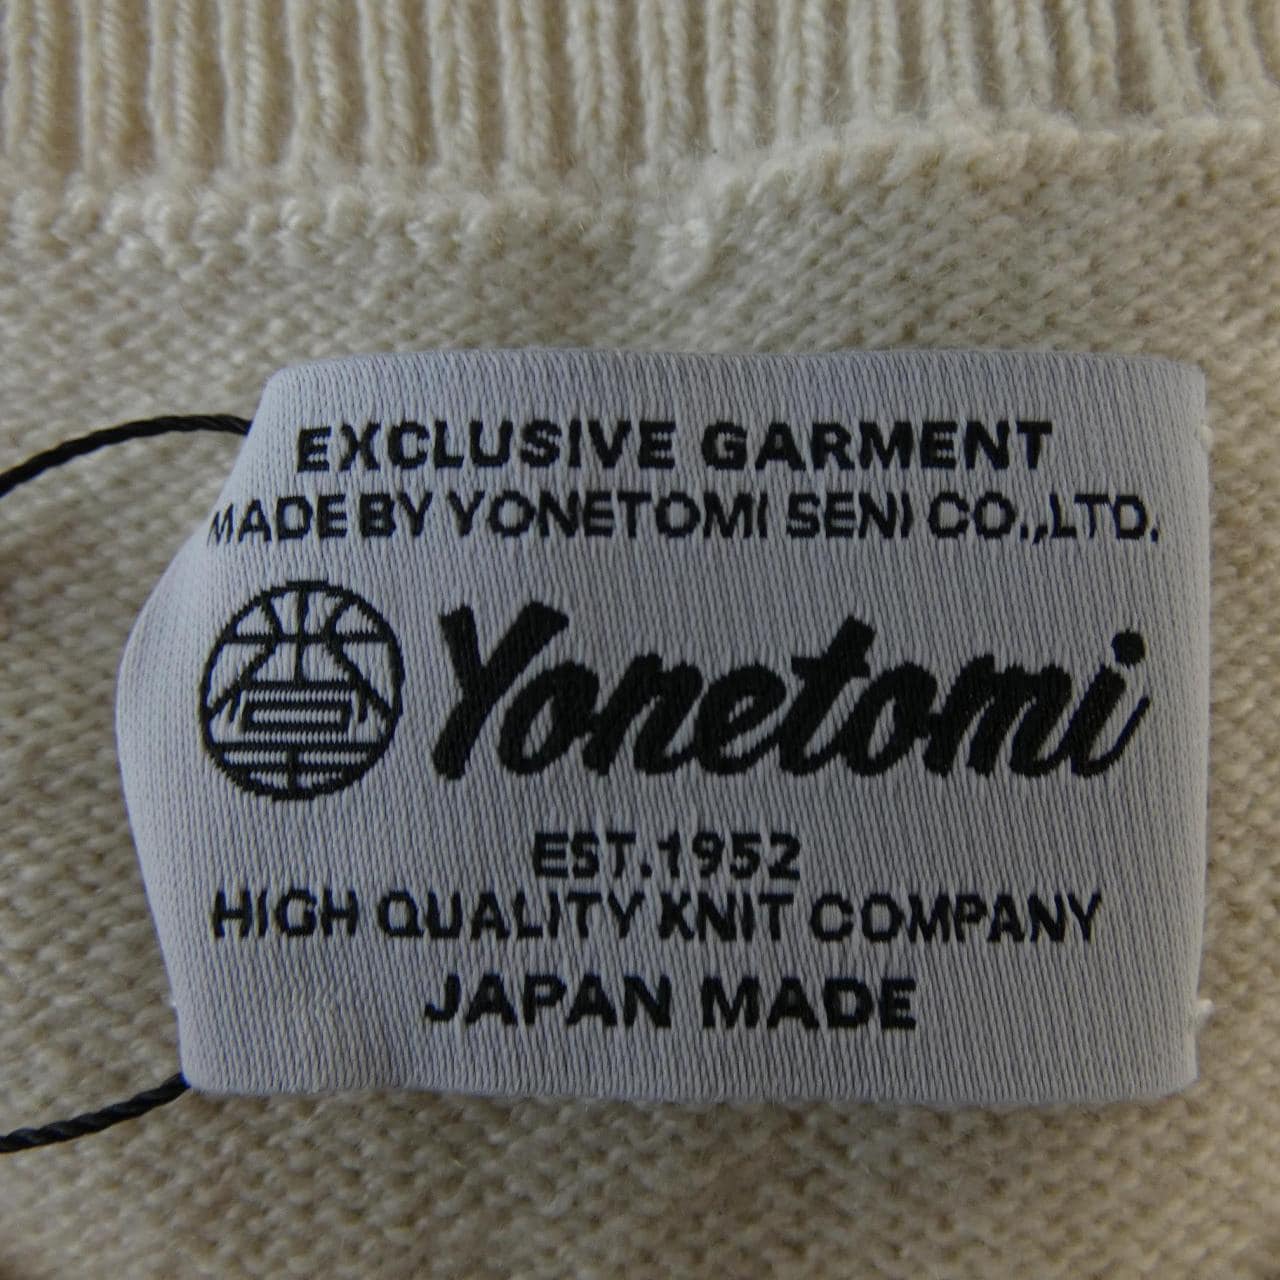 EXCLUSIVE GARMENT
MADE BY YONETOMI SENI CO.,LTD.
Yonetomi
EST.1952
HIGH QUALITY KNIT COMPANY
JAPAN MADE